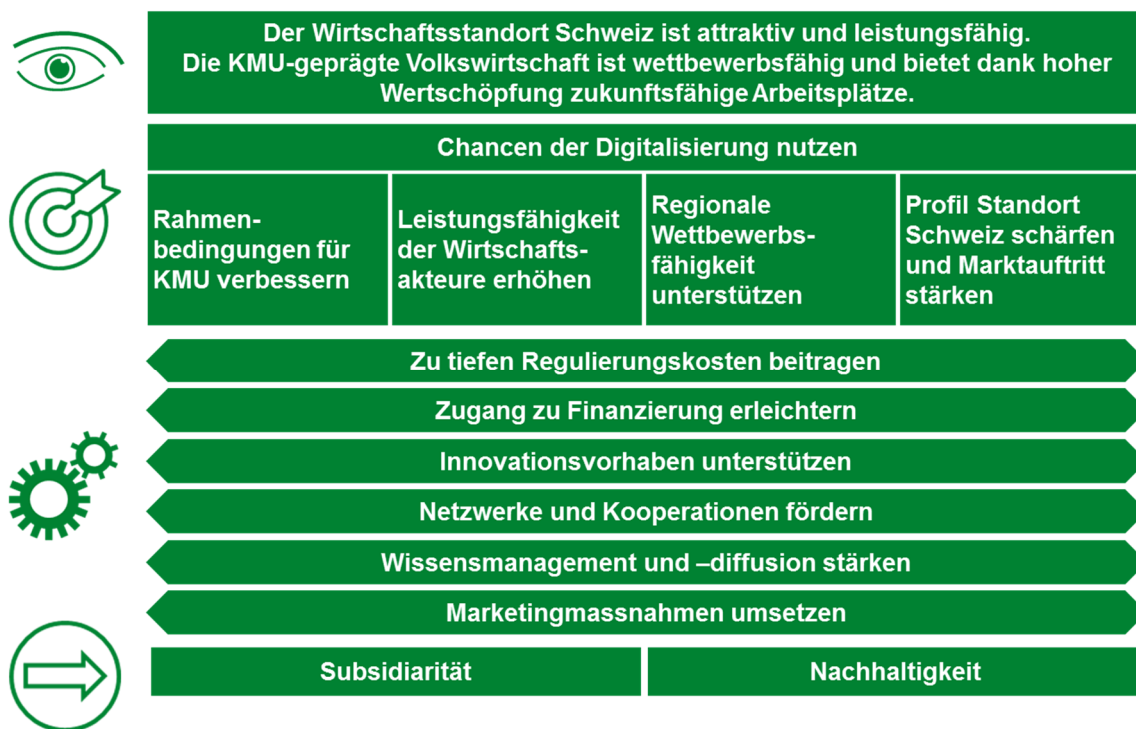 Der Wirtschaftsstandort Schweiz ist attraktiv und leistungsfähig.
Die KMU-geprägte Volkswirtschaft ist wettbewerbsfähig und bietet dank hoher
Wertschöpfung zukunftsfähige Arbeitsplätze.
Chancen der Digitalisierung nutzen
Rahmen-
bedingungen für
KMU verbessern
Leistungsfähigkeit
der Wirtschafts-
akteure erhöhen
Regionale
Wettbewerbs-
fähigkeit
unterstützen
Profil Standort
Schweiz schärfen
und Marktauftritt
stärken
Zu tiefen Regulierungskosten beitragen
Zugang zu Finanzierung erleichtern
Innovationsvorhaben unterstützen
Netzwerke und Kooperationen fördern
Wissensmanagement und –diffusion stärken
Marketingmassnahmen umsetzen
Subsidiarität
Nachhaltigkeit